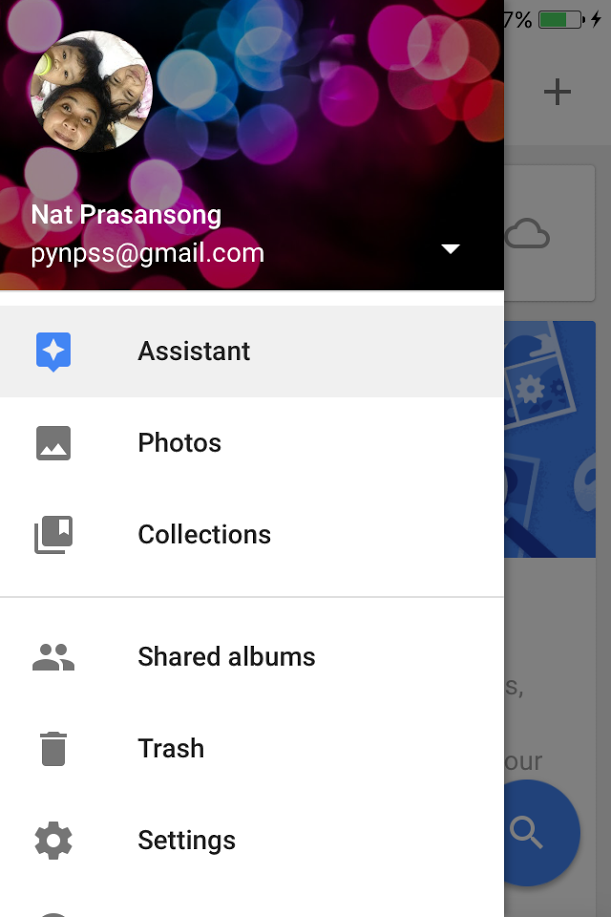 7%
Nat Prasansong
pynpss@gmail.com
Assistant
Photos
Collections
Shared albums
Trash
Settings
s,
our